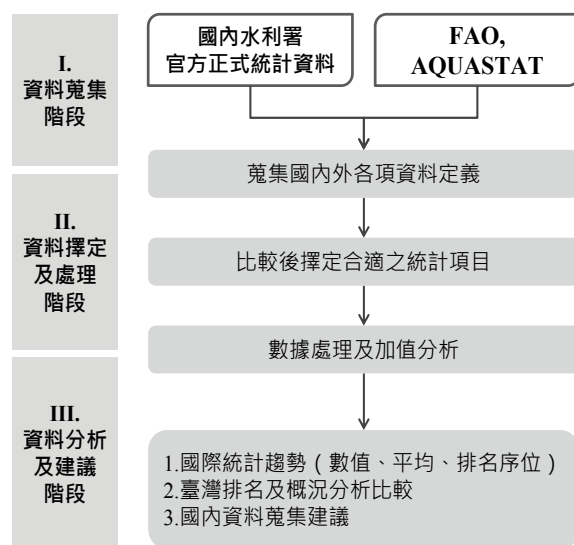 I.
資料蒐集
階段
國內水利署
官方正式統計資料
FAO,
AQUASTAT
蒐集國內外各項資料定義
II.
資料擇定
及處理
階段
比較後擇定合適之統計項目
數據處理及加值分析
III.
資料分析
及建議
階段
1.國際統計趨勢（數值、平均、排名序位）
2.臺灣排名及概況分析比較
3.國內資料蒐集建議